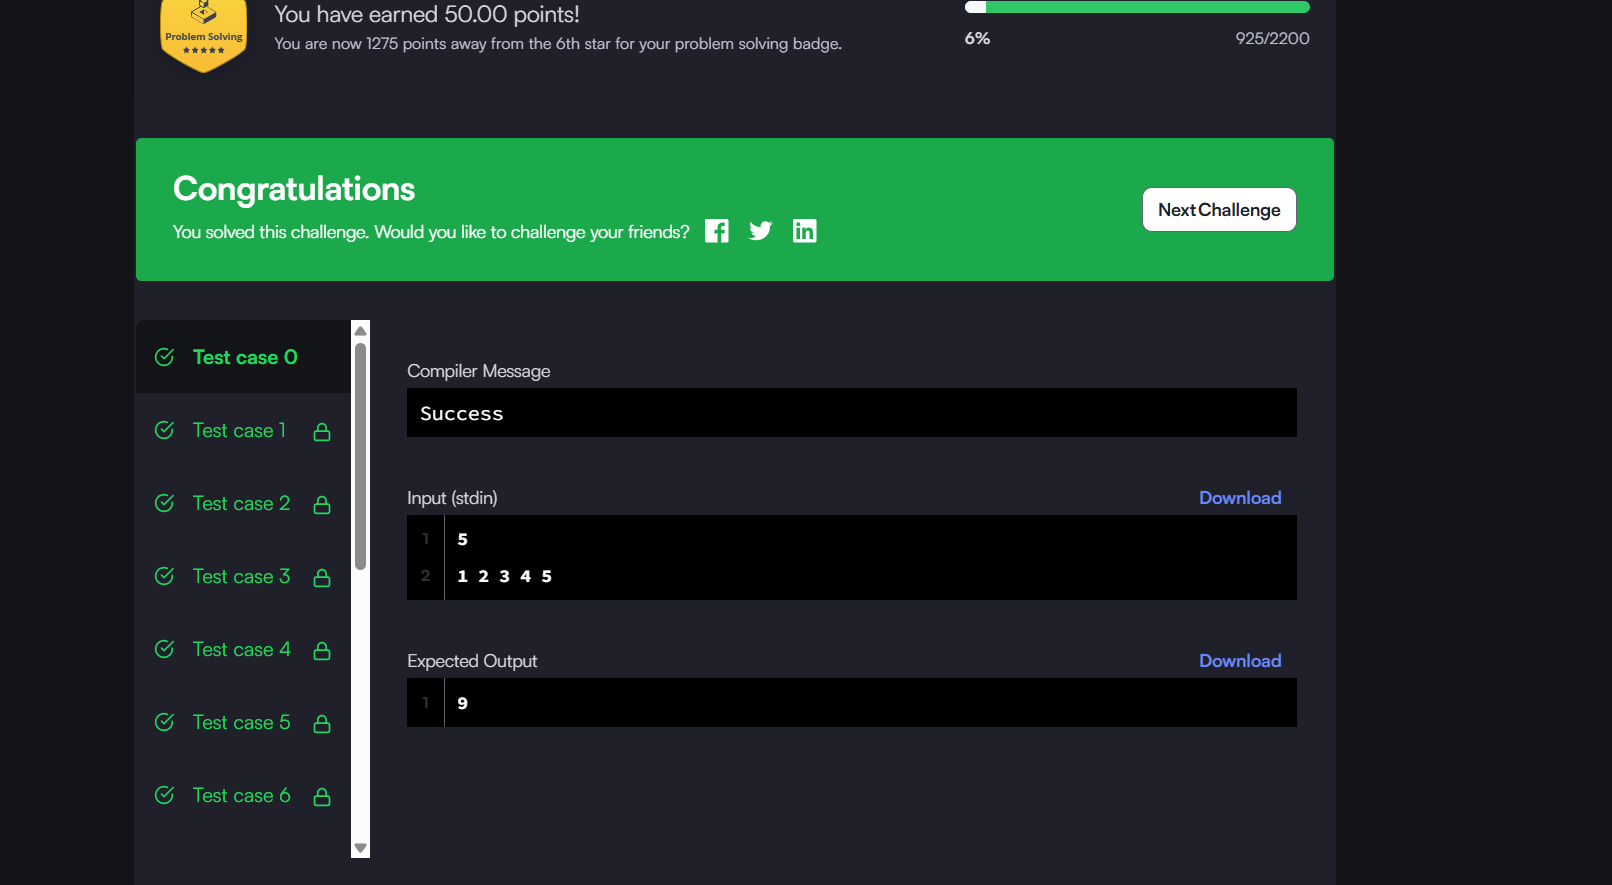 You have earned 50.00 points!
Problem Solving
You are now 1275 points away from the 6th star for your problem solving badge.
6%
925/2200
Congratulations
You solved this challenge. Would you like to challenge your friends?
Next Challenge
Test case 0
Test case 1
Test case 2
Test case 3
Test case 4
Test case 5
Test case 6
Compiler Message
Success
Input (stdin)
Download
1 5
2 1 2 3 4 5
Expected Output
Download
1 9